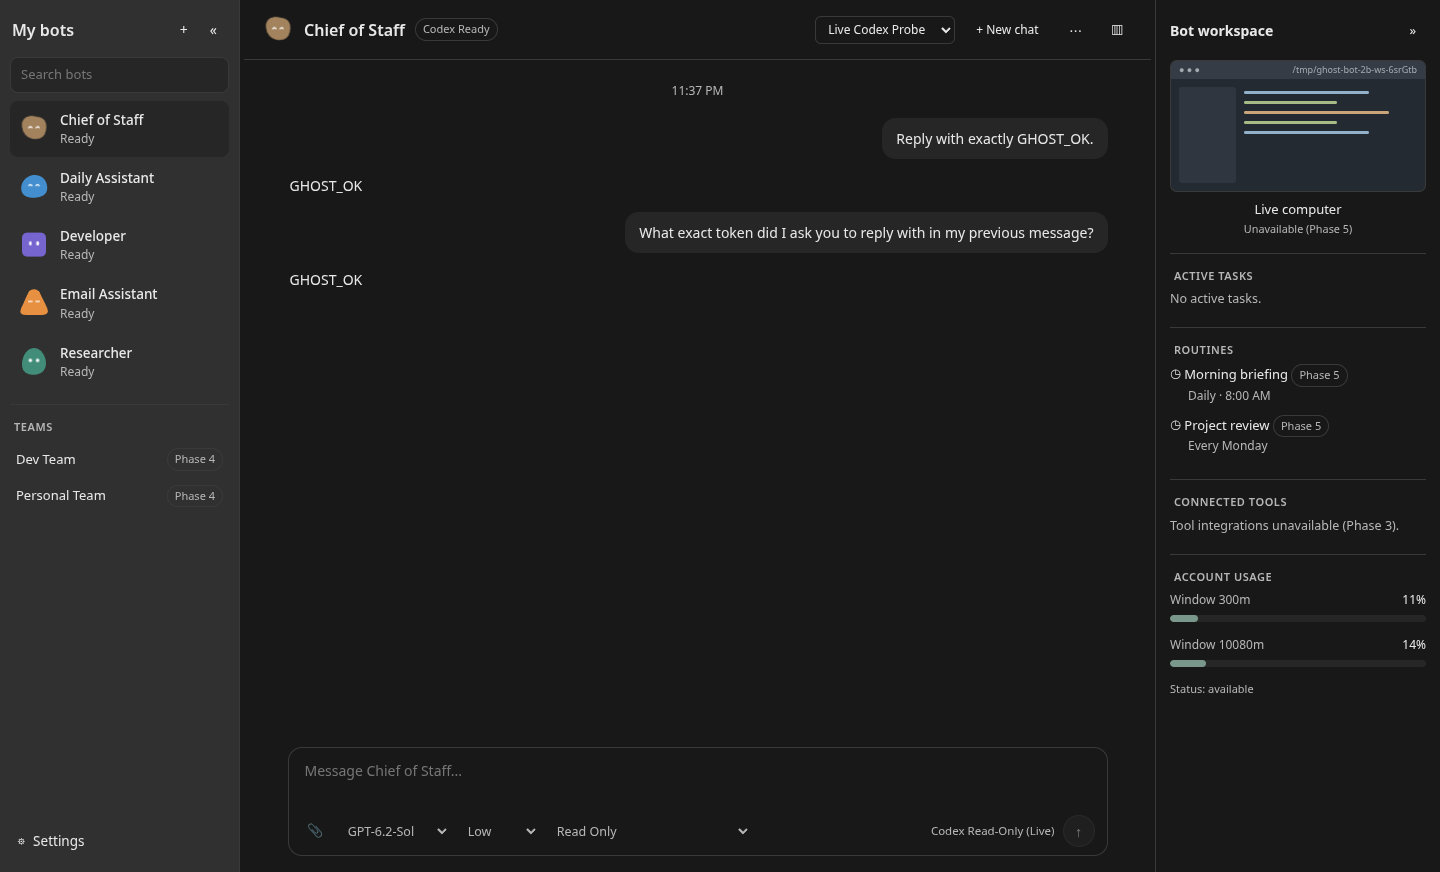 My bots
+
«
Search bots
Chief of Staff
Ready
Daily Assistant
Ready
Developer
Ready
Email Assistant
Ready
Researcher
Ready
TEAMS
Dev Team Phase 4
Personal Team Phase 4
Settings
Chief of Staff Codex Ready
Live Codex Probe
+ New chat
...
11:37 PM
Reply with exactly GHOST_OK.
GHOST_OK
What exact token did I ask you to reply with in my previous message?
GHOST_OK
Message Chief of Staff...
GPT-6.2-Sol
Low
Read Only
Codex Read-Only (Live)
↑
Bot workspace
»
/tmp/ghost-bot-2b-ws-6srGtb
Live computer
Unavailable (Phase 5)
ACTIVE TASKS
No active tasks.
ROUTINES
Morning briefing Phase 5
Daily · 8:00 AM
Project review Phase 5
Every Monday
CONNECTED TOOLS
Tool integrations unavailable (Phase 3).
ACCOUNT USAGE
Window 300m 11%
Window 10080m 14%
Status: available